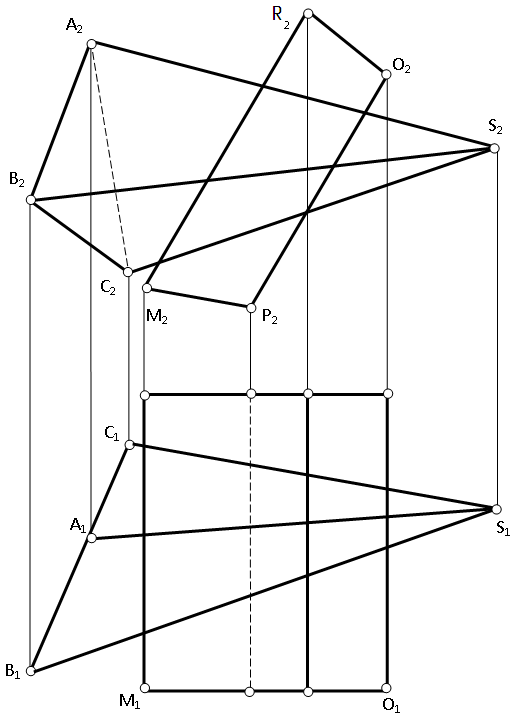 R₂
A₂
O₂
S₂
B₂
C₂
M₂
P₂
C₁
A₁
S₁
B₁
M₁
O₁